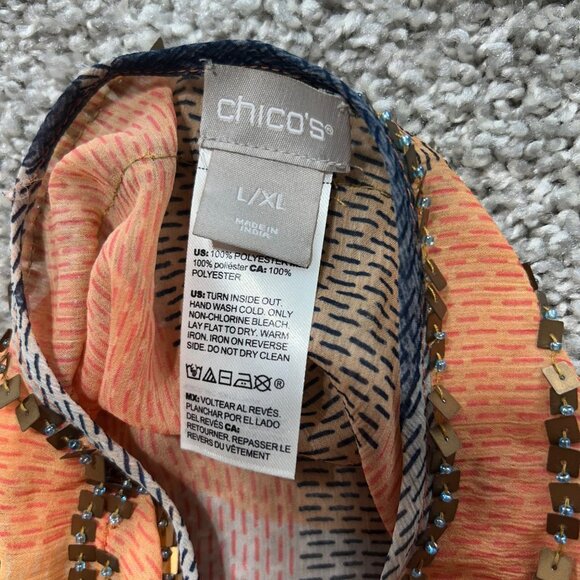 chico's®
L/XL
MADE IN
INDIA
US: 100% POLYESTER
100% poliéster CA: 100%
POLYESTER
US: TURN INSIDE OUT.
HAND WASH COLD. ONLY
NON-CHLORINE BLEACH.
LAY FLAT TO DRY. WARM
IRON. IRON ON REVERSE
SIDE. DO NOT DRY CLEAN
®
MX: VOLTEAR AL REVÉS.
PLANCHAR POR EL LADO
DEL REVÉS CA:
RETOURNER. REPASSER LE
REVERS DU VÊTEMENT